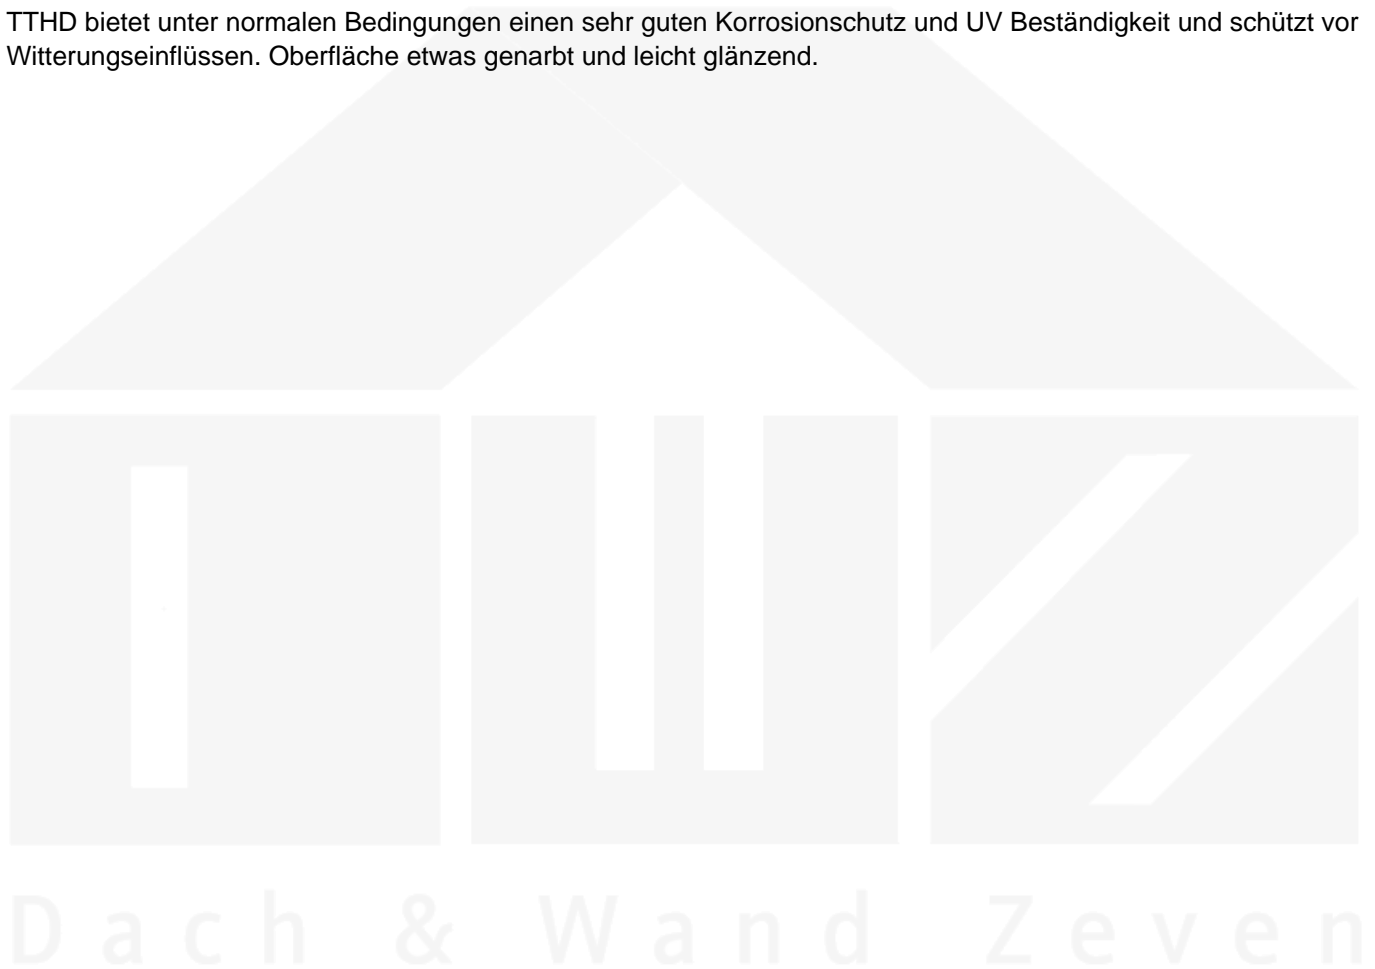 TTHD bietet unter normalen Bedingungen einen sehr guten Korrosionschutz und UV Beständigkeit und schützt vor
Witterungseinflüssen. Oberfläche etwas genarbt und leicht glänzend.
Dach & Wand Zeven